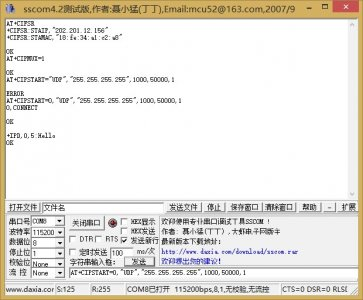 sscom4.2测试版,作者:聂小猛(丁丁),Email:mcu52@163.com,2007/9
AT+CIFSR
+CIFSR:STAIP,"202.201.12.156"
+CIFSR:STAMAC,"18:fe:34:a1:c2:a8"
OK
AT+CIPMUX=1
OK
AT+CIPSTART="UDP","255.255.255.255",1000,50000,1
ERROR
AT+CIPSTART=0,"UDP","255.255.255.255",1000,50000,1
0,CONNECT
OK
+IPD,0,5:Hello
OK
打开文件 文件名 发送文件 停止 保存窗口 清除窗口 帮助 - 扩展
串口号 COM8 关闭串口 HEX显示
波特率 115200 HEX发送
数据位 8 DTR RTS 发送新行
停止位 1 定时发送 100 ms/次
校验位 None 字符串输入框: 发送
流 控 None AT+CIPSTART=0,"UDP","255.255.255.255",1000,50000,1
欢迎使用专业串口调试工具SSCOM !
作者: 聂小猛(丁丁) ,大虾电子网版主
最新版本下载地址:
http://www.daxia.com/download/sscom.rar
欢迎提出您的建议!
www.daxia.cor S:125 R:255 COM8已打开 115200bps,8,1,无校验,无流控 CTS=0 DSR=0 RLSI